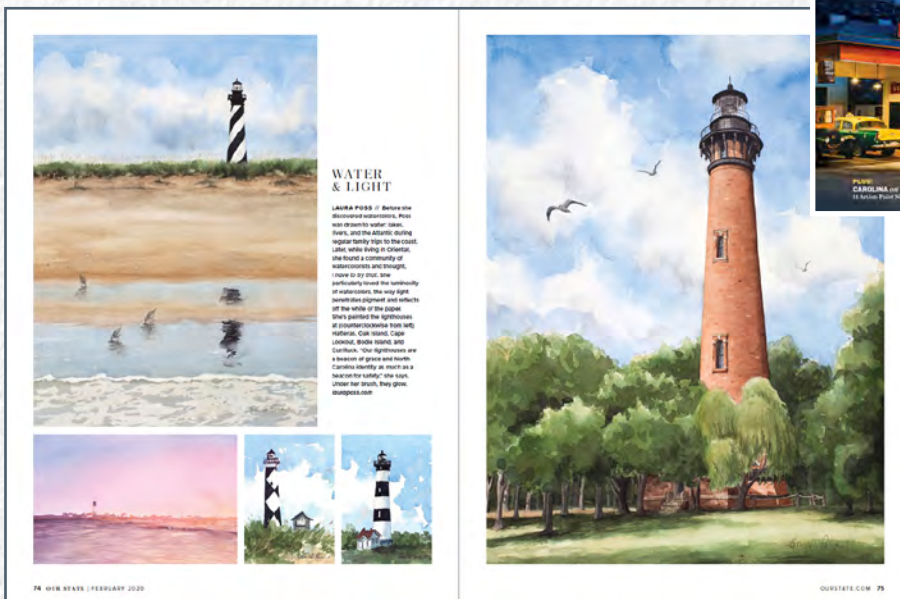 WATER
& LIGHT
LAURA POSS // Before she
discovered watercolors, Poss
was drawn to water: lakes,
rivers, and the Atlantic during
regular family trips to the coast.
Later, while living in Oriental,
she found a community of
watercolorists and thought,
I have to try that. She
particularly loved the luminosity
of watercolors, the way light
penetrates pigment and reflects
off the white of the paper.
She's painted the lighthouses
at (counterclockwise from left)
Hatteras, Oak Island, Cape
Lookout, Bodie Island, and
Currituck. "Our lighthouses are
a beacon of grace and North
Carolina identity as much as a
beacon for safety," she says.
Under her brush, they glow.
lauraposs.com
74 OUR STATE | FEBRUARY 2020
OURSTATE.COM 75
PLUS!
CAROLINA